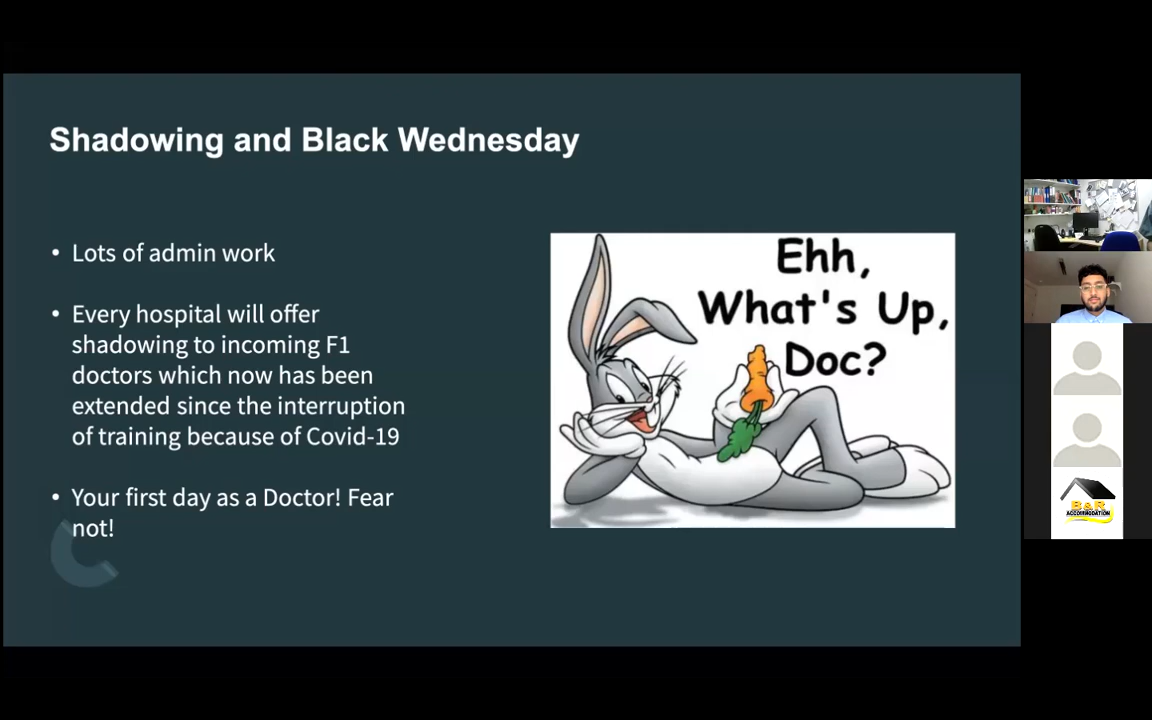 Shadowing and Black Wednesday
• Lots of admin work
• Every hospital will offer
shadowing to incoming F1
doctors which now has been
extended since the interruption
of training because of Covid-19
• Your first day as a Doctor! Fear
not!
Ehh,
What's Up,
Doc?
B&R
ACCOMMODATION